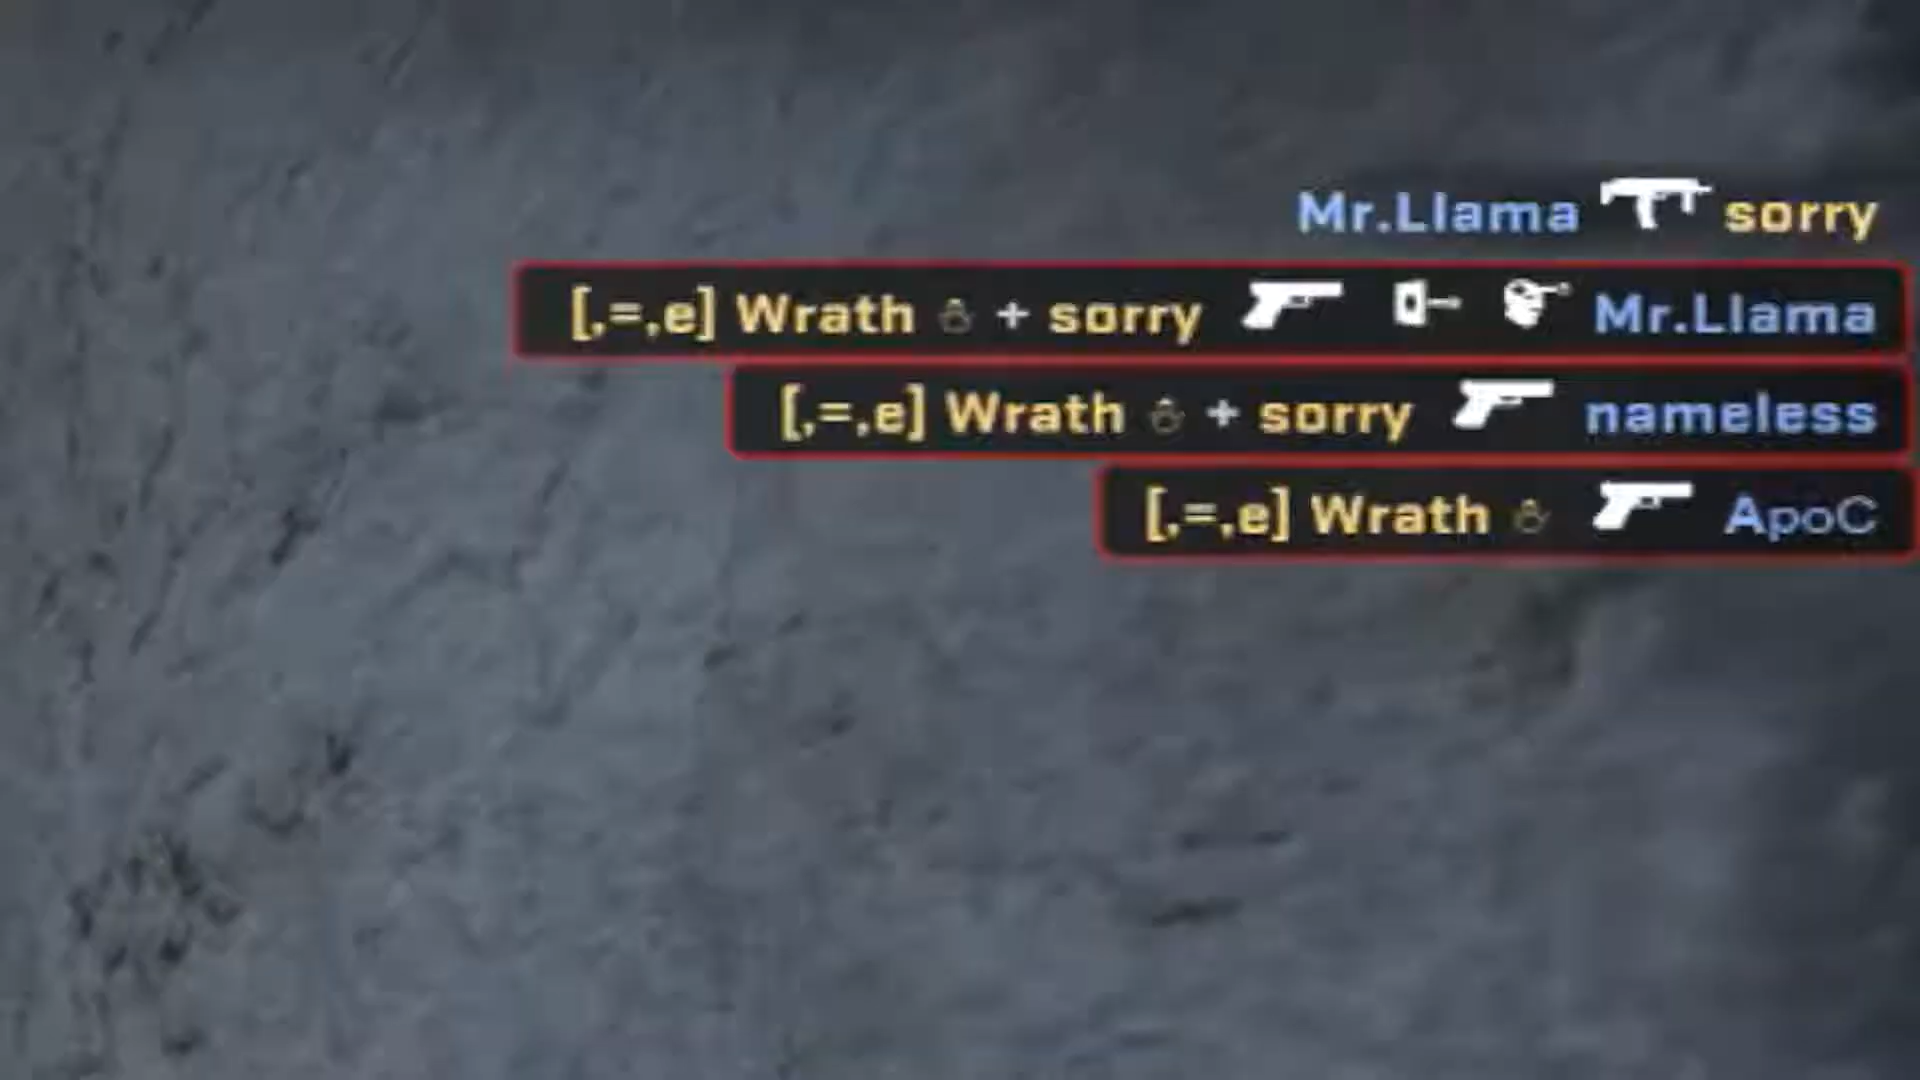 Mr.Llama sorry
[,=,e] Wrath ☃ + sorry Mr.Llama
[,=,e] Wrath ☃ + sorry nameless
[,=,e] Wrath ☃ ApoC